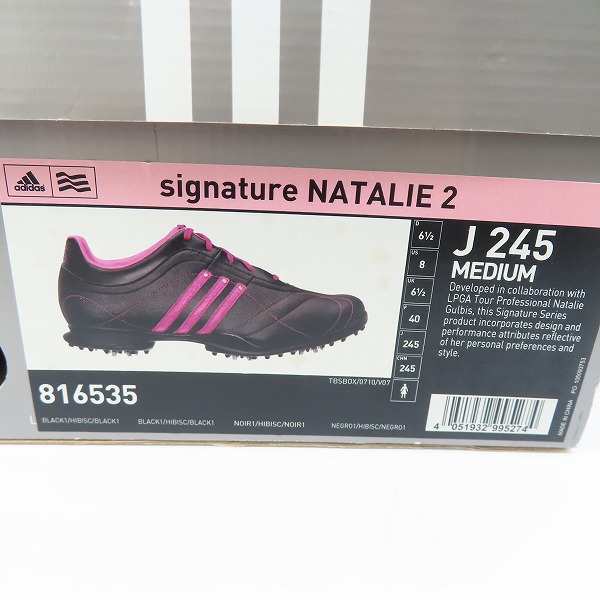 adidas
signature NATALIE 2
D 6½
US 8
UK 6½
F 40
J 245
CHN 245
J 245
MEDIUM
Developed in collaboration with
LPGA Tour Professional Natalie
Gulbis, this Signature Series
product incorporates design and
performance attributes reflective
of her personal preferences and
style.
TBSBOX/0710/V07
816535
L
BLACK1/HIBISC/BLACK1 BLACK1/HIBISC/BLACK1 NOIR1/HIBISC/NOIR1 NEGRO1/HIBISC/NEGRO1
4 051932 995274
MADE IN CHINA